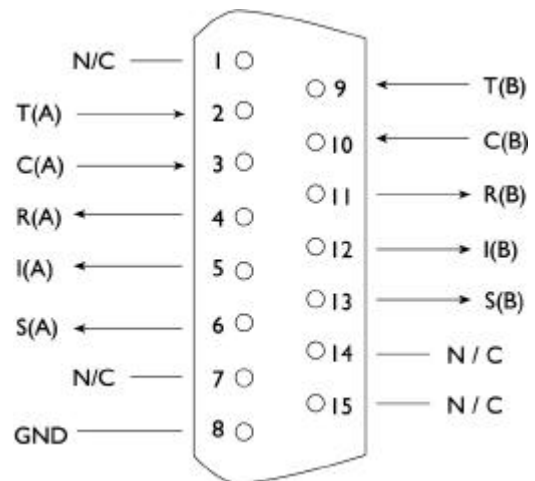 N/C 1
T(A) 2
C(A) 3
R(A) 4
I(A) 5
S(A) 6
N/C 7
GND 8
9 T(B)
10 C(B)
11 R(B)
12 I(B)
13 S(B)
14 N / C
15 N / C